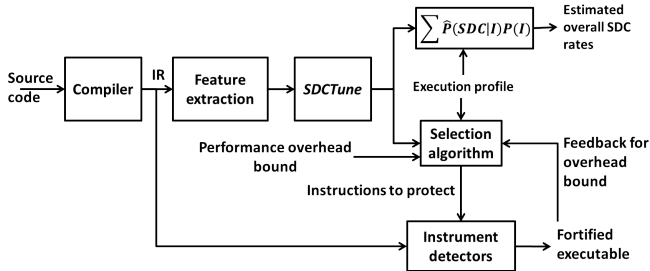 Source
code
Compiler
IR
Feature
extraction
SDCTune
∑ P̂(SDC|I)P(I)
Estimated
overall SDC
rates
Execution profile
Performance overhead
bound
Selection
algorithm
Feedback for
overhead
bound
Instructions to protect
Instrument
detectors
Fortified
executable